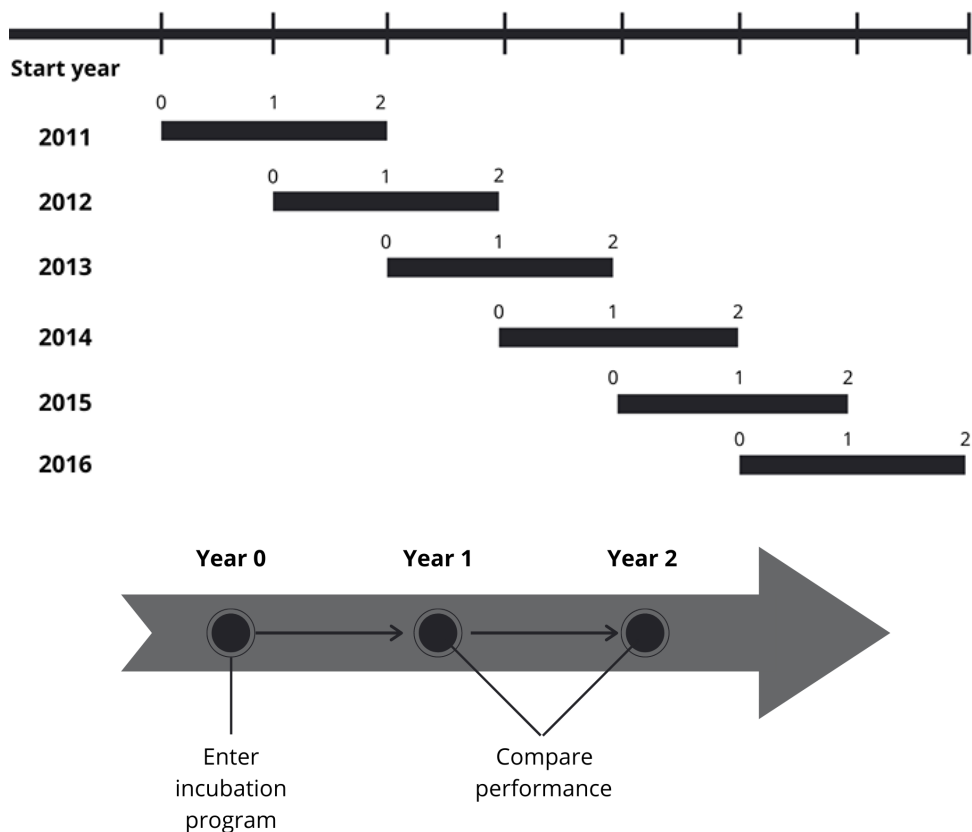 Start year
0 1 2
2011
0 1 2
2012
0 1 2
2013
0 1 2
2014
0 1 2
2015
0 1 2
2016
Year 0 Year 1 Year 2
Enter
incubation
program
Compare
performance